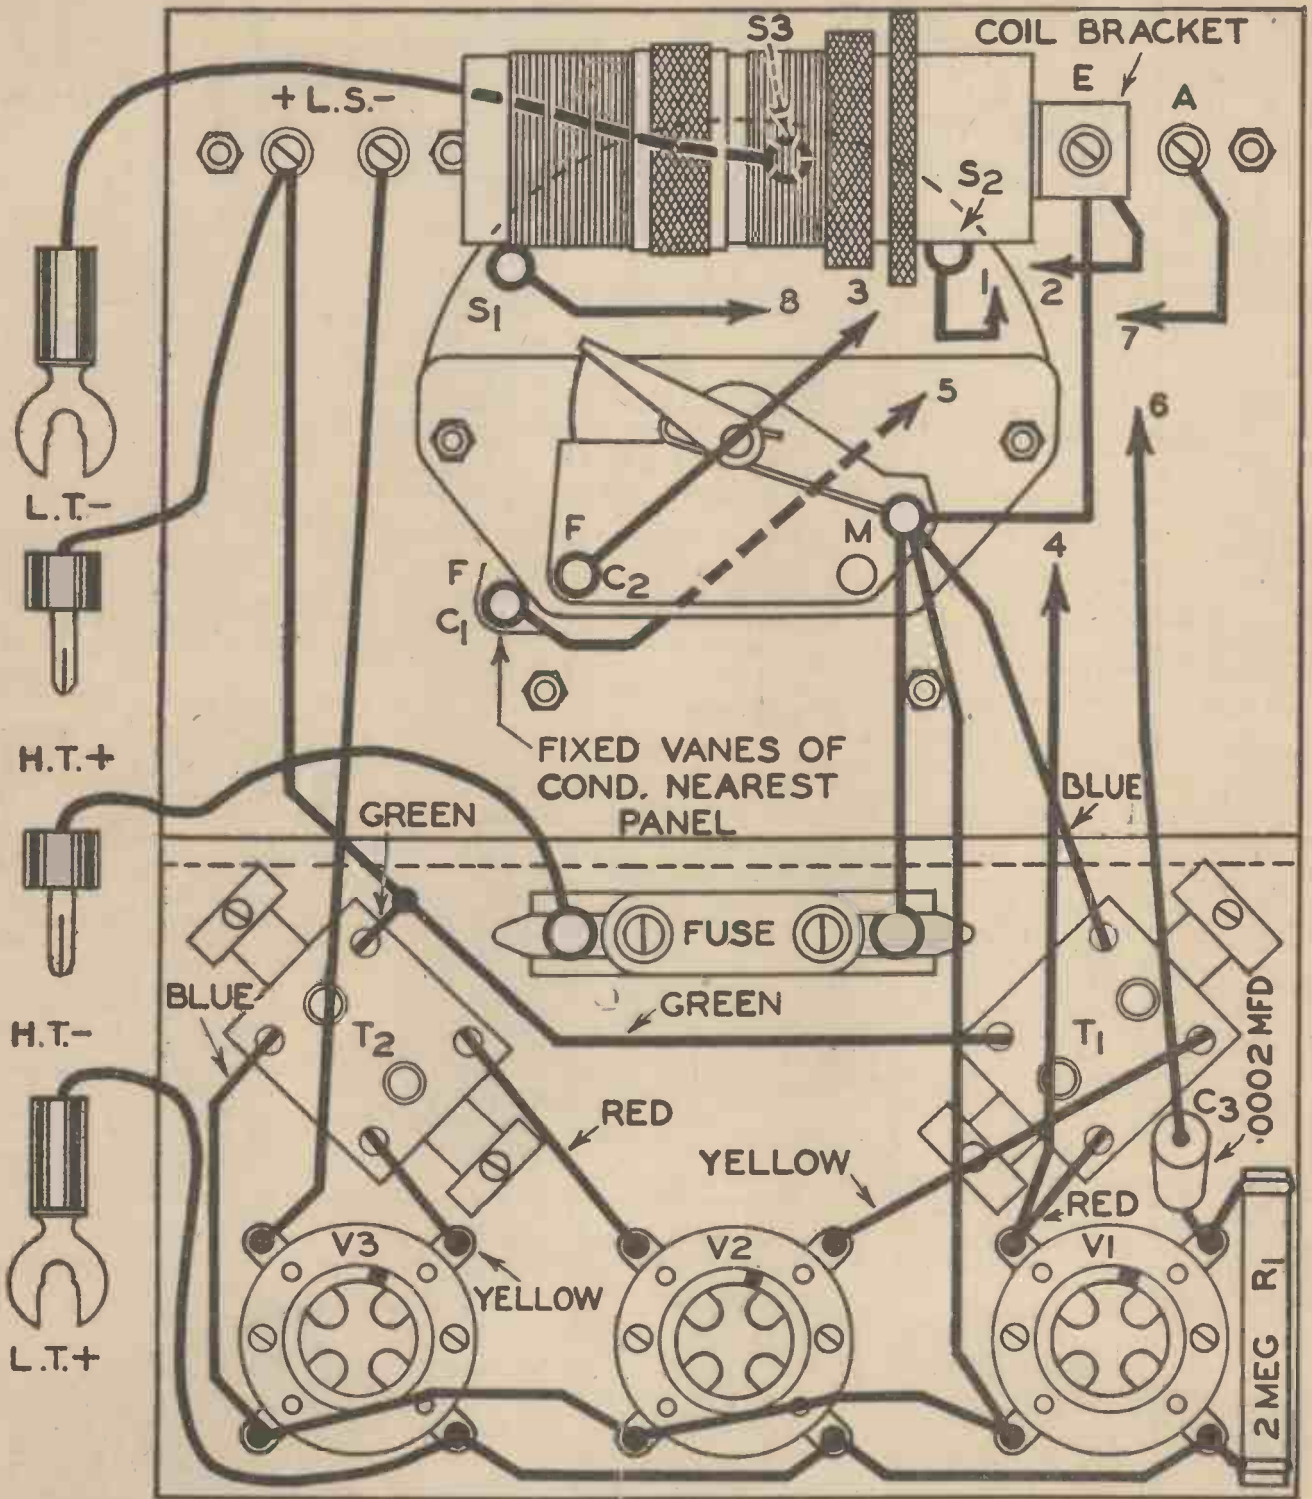 S3
COIL BRACKET
+ L.S. -
E
A
S2
S1
8
3
1
2
7
5
6
L.T.-
F
M
4
F
C2
C1
H.T.+
FIXED VANES OF
COND. NEAREST
PANEL
BLUE
GREEN
FUSE
BLUE
GREEN
H.T.-
T2
T1
.0002 MFD
C3
RED
YELLOW
RED
V3
V2
V1
YELLOW
L.T.+
2 MEG R1